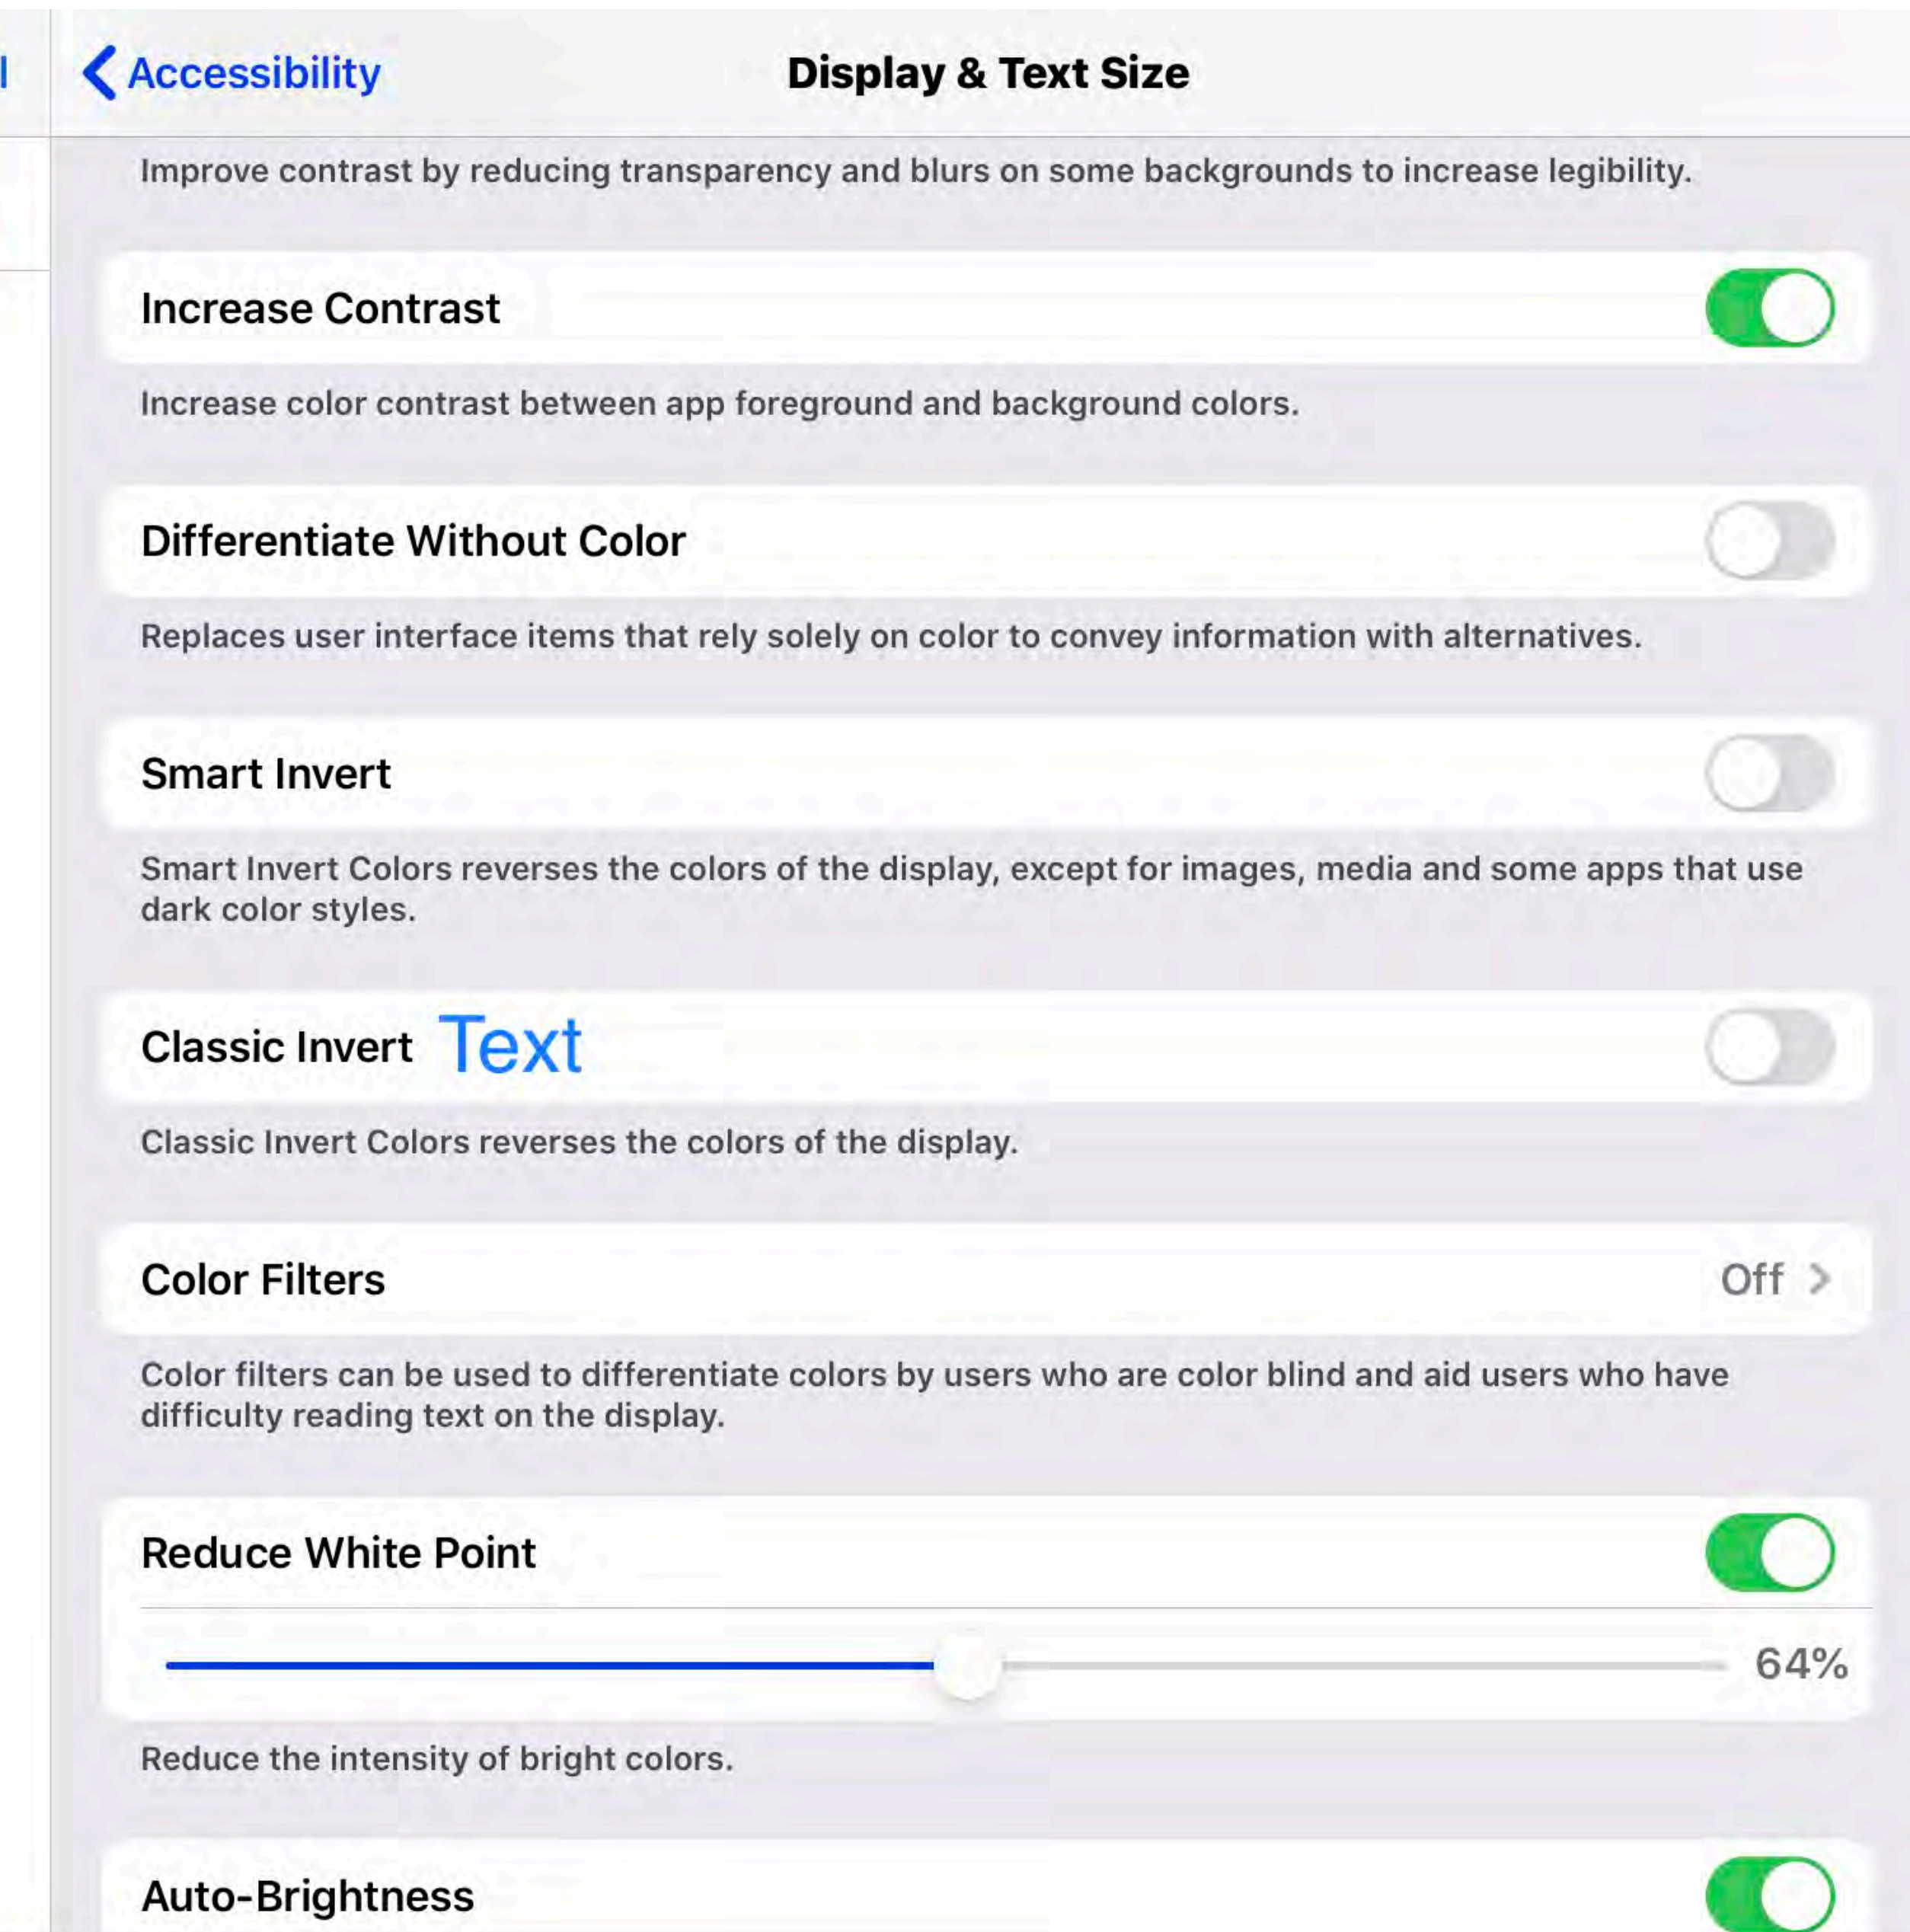 Accessibility
Display & Text Size
Improve contrast by reducing transparency and blurs on some backgrounds to increase legibility.
Increase Contrast
Increase color contrast between app foreground and background colors.
Differentiate Without Color
Replaces user interface items that rely solely on color to convey information with alternatives.
Smart Invert
Smart Invert Colors reverses the colors of the display, except for images, media and some apps that use
dark color styles.
Classic Invert Text
Classic Invert Colors reverses the colors of the display.
Color Filters Off
Color filters can be used to differentiate colors by users who are color blind and aid users who have
difficulty reading text on the display.
Reduce White Point
64%
Reduce the intensity of bright colors.
Auto-Brightness